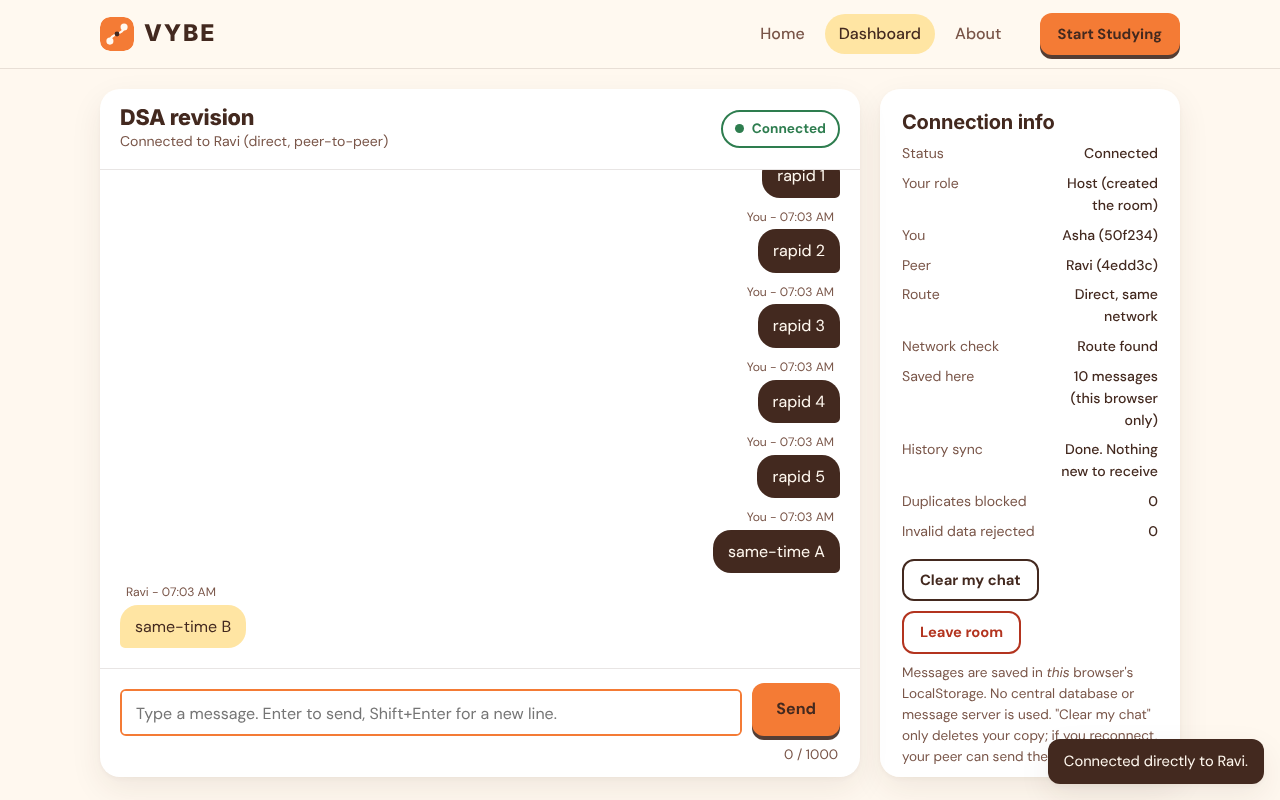 VYBE
Home
Dashboard
About
Start Studying
DSA revision
Connected to Ravi (direct, peer-to-peer)
Connected
rapid 1
You - 07:03 AM
rapid 2
You - 07:03 AM
rapid 3
You - 07:03 AM
rapid 4
You - 07:03 AM
rapid 5
You - 07:03 AM
same-time A
Ravi - 07:03 AM
same-time B
Type a message. Enter to send, Shift+Enter for a new line.
Send
0 / 1000
Connection info
Status Connected
Your role Host (created
the room)
You Asha (50f234)
Peer Ravi (4edd3c)
Route Direct, same
network
Network check Route found
Saved here 10 messages
(this browser
only)
History sync Done. Nothing
new to receive
Duplicates blocked 0
Invalid data rejected 0
Clear my chat
Leave room
Messages are saved in this browser's
LocalStorage. No central database or
message server is used. "Clear my chat"
only deletes your copy; if you reconnect,
your peer can send the
Connected directly to Ravi.